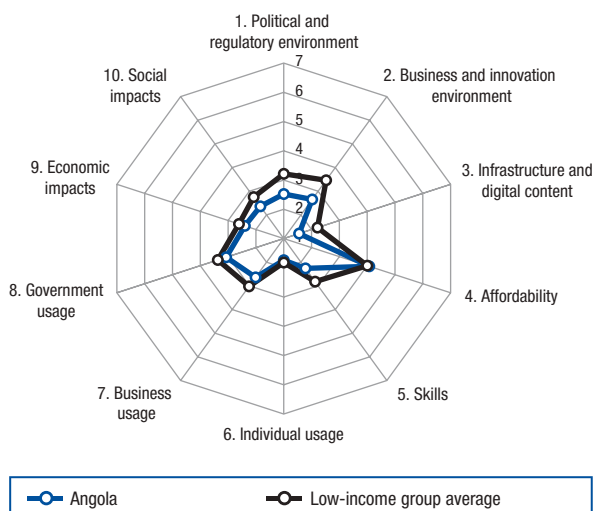 1. Political and
regulatory environment
10. Social
impacts
2. Business and innovation
environment
9. Economic
impacts
3. Infrastructure and
digital content
8. Government
usage
4. Affordability
7. Business
usage
5. Skills
6. Individual usage
7
6
5
4
3
2
1
Angola
Low-income group average